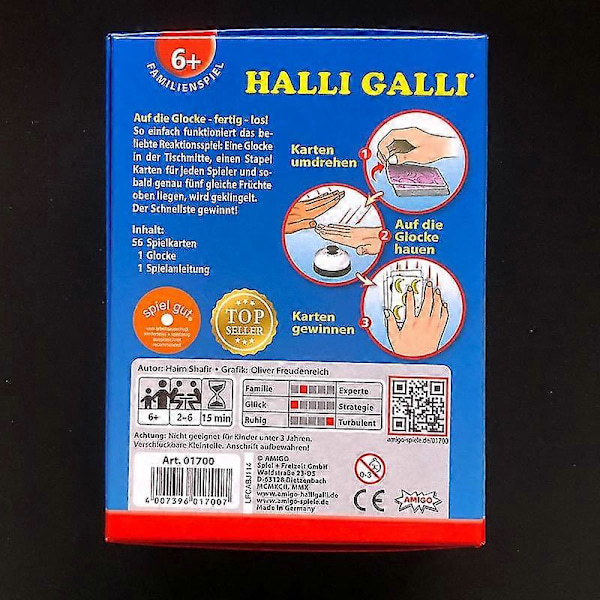 6+
FAMILIENSPIEL
HALLI GALLI®
Auf die Glocke - fertig - los!
So einfach funktioniert das be-
liebte Reaktionsspiel: Eine Glocke
in der Tischmitte, einen Stapel
Karten für jeden Spieler und so-
bald genau fünf gleiche Früchte
oben liegen, wird geklingelt.
Der Schnellste gewinnt!
Inhalt:
56 Spielkarten
1 Glocke
1 Spielanleitung
Karten
umdrehen
1
2
Auf die
Glocke
hauen
Karten
gewinnen
3
spiel gut
TOP
SELLER
Autor: Haim Shafir • Grafik: Oliver Freudenreich
6+
2-6
15 min
Familie
Experte
Glück
Strategie
Ruhig
Turbulent
amigo-spiele.de/01700
Achtung: Nicht geeignet für Kinder unter 3 Jahren.
Verschluckbare Kleinteile. Anschrift aufbewahren!
Art. 01700
4 007396 017007
LFCABJ114
© AMIGO
Spiel + Freizeit GmbH
Waldstraße 23-D5
D-63128 Dietzenbach
MCMXCII, MMX
www.amigo-halligalli.de
www.amigo-spiele.de
Made in Germany
0-3
CE
AMIGO